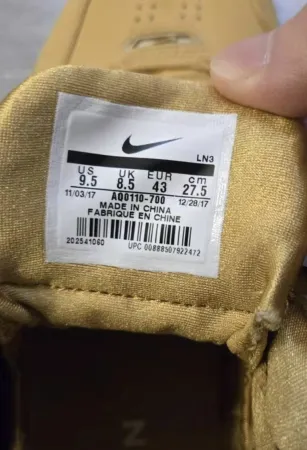 LN3
US UK EUR cm
9.5 8.5 43 27.5
11/03/17 AQ0110-700 12/28/17
MADE IN CHINA
FABRIQUE EN CHINE
202541060
UPC 00888507922472